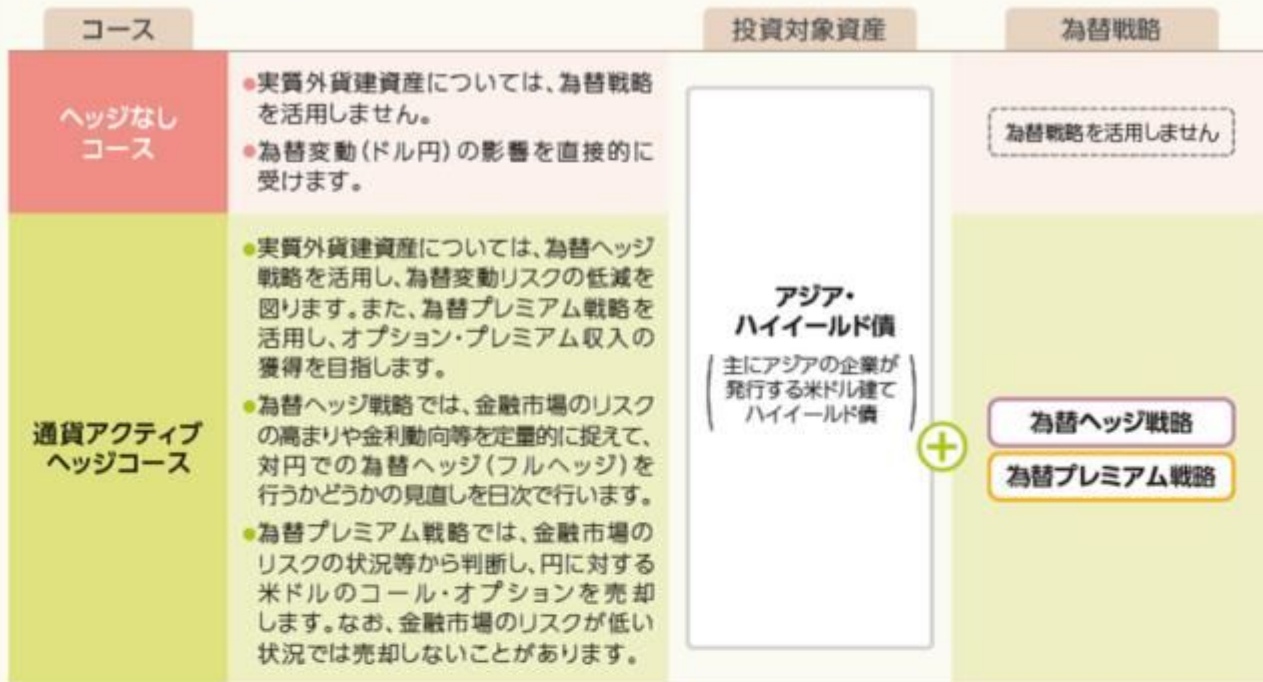 コース
投資対象資産
為替戦略
ヘッジなし
コース
●実質外貨建資産については、為替戦略
を活用しません。
●為替変動(ドル円)の影響を直接的に
受けます。
為替戦略を活用しません
通貨アクティブ
ヘッジコース
●実質外貨建資産については、為替ヘッジ
戦略を活用し、為替変動リスクの低減を
図ります。また、為替プレミアム戦略を
活用し、オプション・プレミアム収入の
獲得を目指します。
●為替ヘッジ戦略では、金融市場のリスク
の高まりや金利動向等を定量的に捉えて、
対円での為替ヘッジ(フルヘッジ)を
行うかどうかの見直しを日次で行います。
●為替プレミアム戦略では、金融市場の
リスクの状況等から判断し、円に対する
米ドルのコール・オプションを売却
します。なお、金融市場のリスクが低い
状況では売却しないことがあります。
アジア・
ハイイールド債
(主にアジアの企業が
発行する米ドル建て
ハイイールド債)
+
為替ヘッジ戦略
為替プレミアム戦略